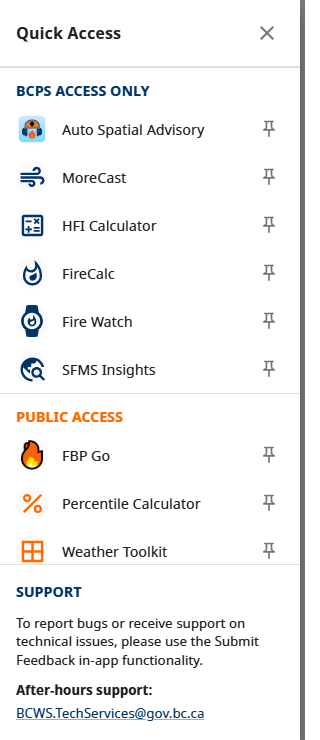 Quick Access
BCPS ACCESS ONLY
Auto Spatial Advisory
MoreCast
HFI Calculator
FireCalc
Fire Watch
SFMS Insights
PUBLIC ACCESS
FBP Go
Percentile Calculator
Weather Toolkit
SUPPORT
To report bugs or receive support on
technical issues, please use the Submit
Feedback in-app functionality.
After-hours support:
BCWS.TechServices@gov.bc.ca